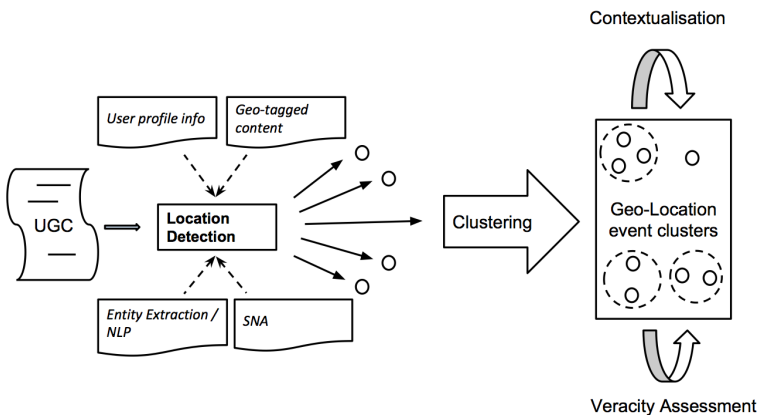 Contextualisation
User profile info
Geo-tagged
content
UGC
Location
Detection
Clustering
Geo-Location
event clusters
Entity Extraction /
NLP
SNA
Veracity Assessment